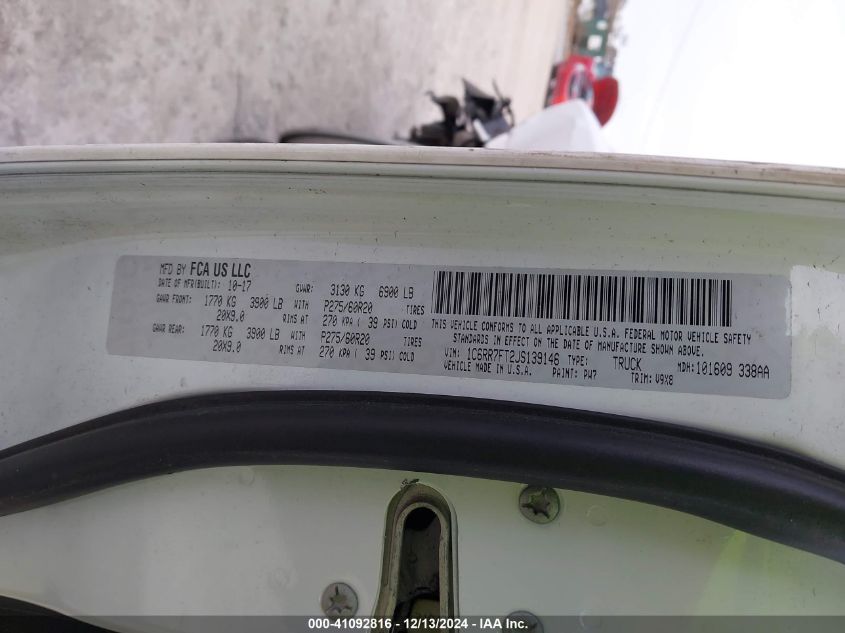 MFD BY FCA US LLC
DATE OF MFR(BUILT): 10-17 GVWR: 3130 KG 6900 LB
GAWR FRONT: 1770 KG 3900 LB WITH P275/60R20 TIRES
20X9.0 RIMS AT 270 KPA ( 39 PSI) COLD
GAWR REAR: 1770 KG 3900 LB WITH P275/60R20 TIRES
20X9.0 RIMS AT 270 KPA ( 39 PSI) COLD
THIS VEHICLE CONFORMS TO ALL APPLICABLE U.S.A. FEDERAL MOTOR VEHICLE SAFETY
STANDARDS IN EFFECT ON THE DATE OF MANUFACTURE SHOWN ABOVE.
VIN: 1C6RR7FT2JS139146 TYPE: TRUCK MDH:101609 338AA
VEHICLE MADE IN U.S.A. PAINT: PW7 TRIM: V9X8
000-41092816 - 12/13/2024 - IAA Inc.